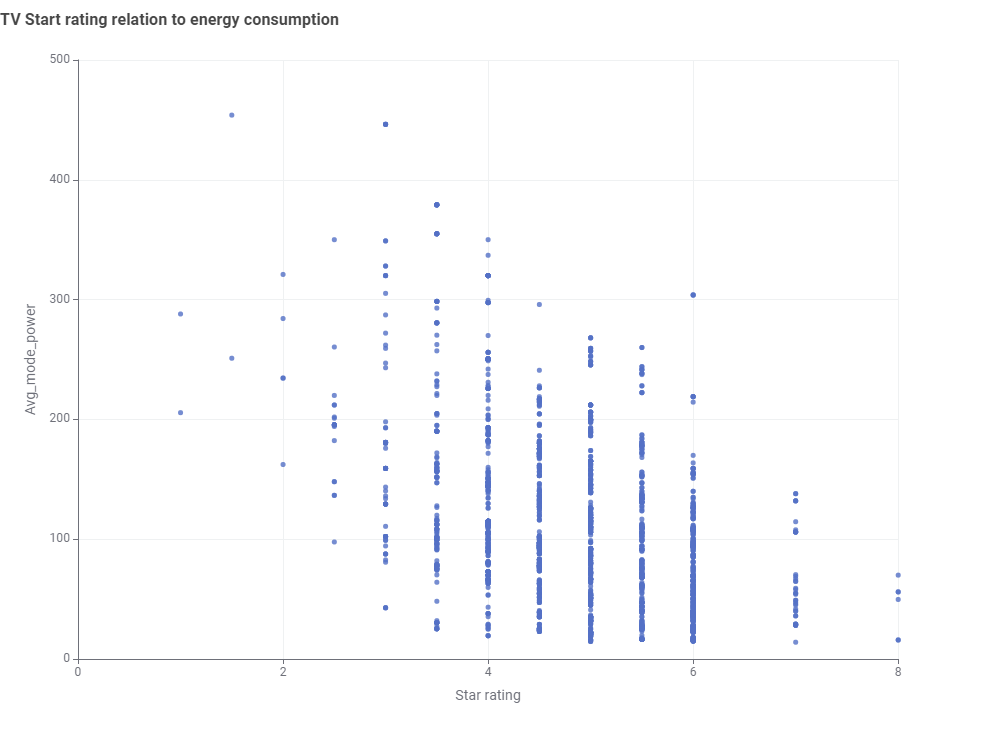 TV Start rating relation to energy consumption
500
400
300
200
100
0
Avg_mode_power
0 2 4 6 8
Star rating